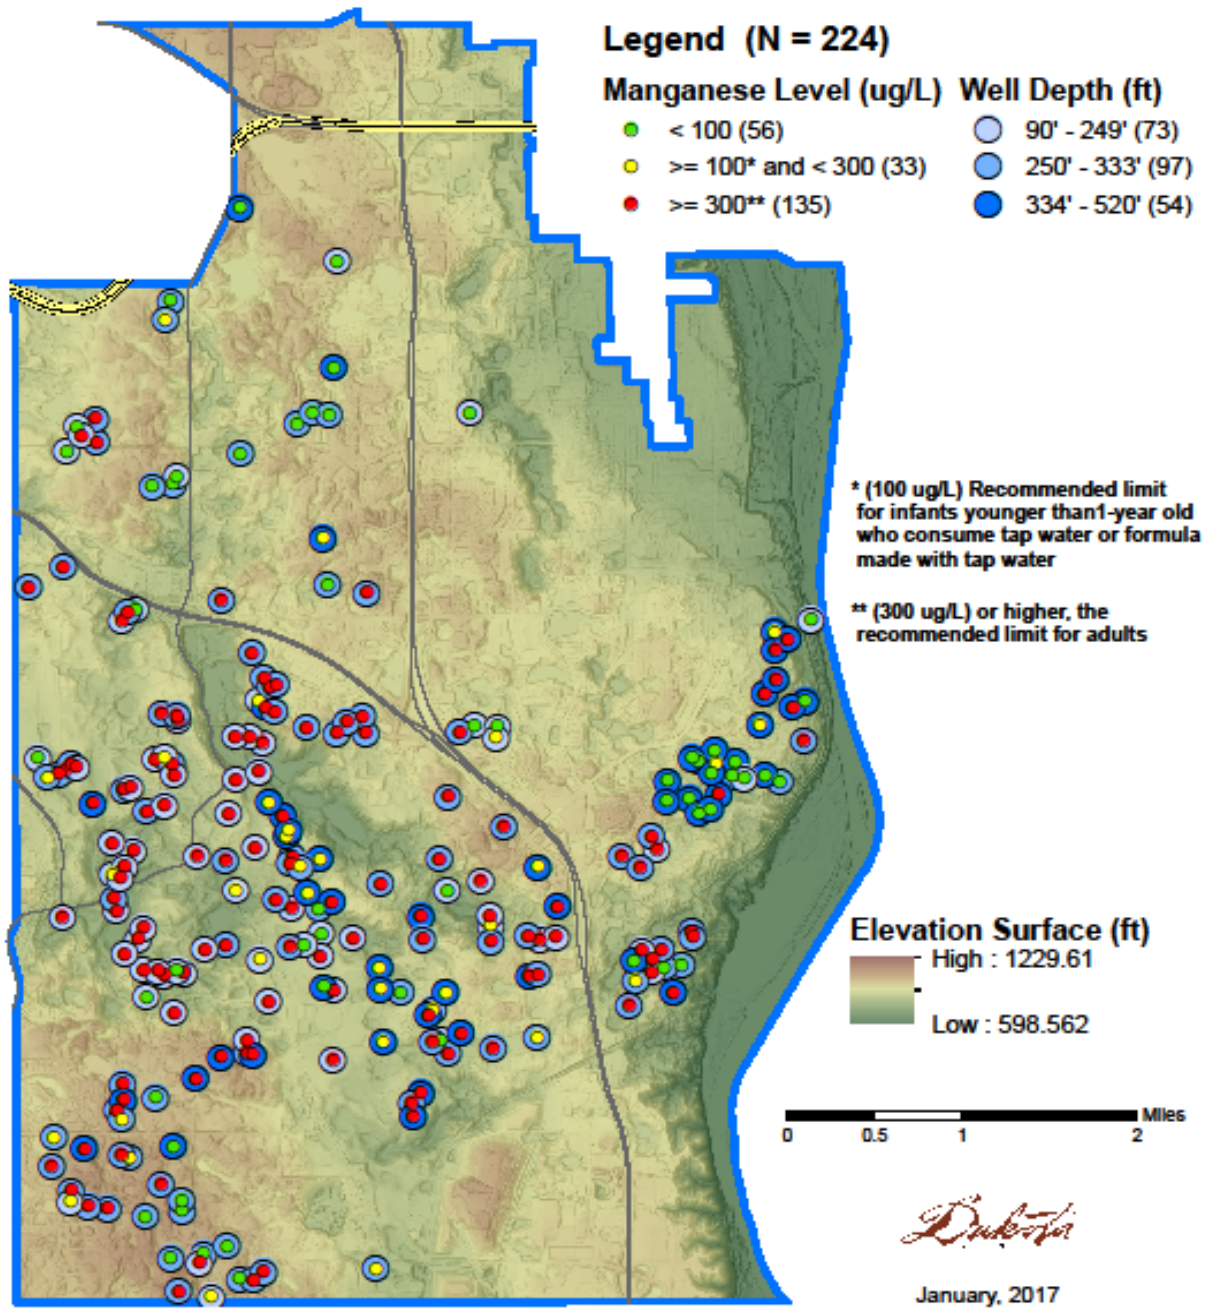 Legend (N = 224)
Manganese Level (ug/L)
Well Depth (ft)
< 100 (56)
90' - 249' (73)
>= 100* and < 300 (33)
250' - 333' (97)
>= 300** (135)
334' - 520' (54)
* (100 ug/L) Recommended limit
for infants younger than1-year old
who consume tap water or formula
made with tap water
** (300 ug/L) or higher, the
recommended limit for adults
Elevation Surface (ft)
High : 1229.61
Low : 598.562
Miles
0 0.5 1 2
Dakota
January, 2017